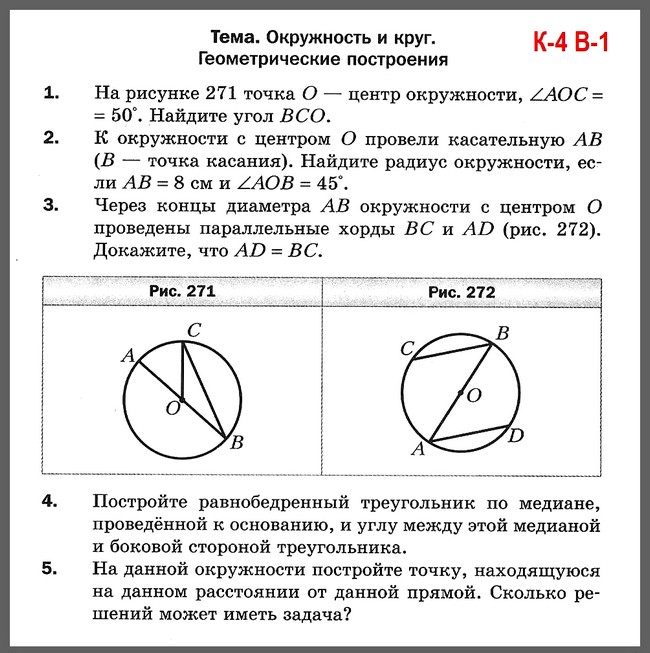 Тема. Окружность и круг.
Геометрические построения
К-4 В-1
1. На рисунке 271 точка O — центр окружности, ∠AOC =
= 50°. Найдите угол BCO.
2. К окружности с центром O провели касательную AB
(B — точка касания). Найдите радиус окружности, ес-
ли AB = 8 см и ∠AOB = 45°.
3. Через концы диаметра AB окружности с центром O
проведены параллельные хорды BC и AD (рис. 272).
Докажите, что AD = BC.
Рис. 271
Рис. 272
C
A
O
B
B
C
O
A
D
4. Постройте равнобедренный треугольник по медиане,
проведённой к основанию, и углу между этой медианой
и боковой стороной треугольника.
5. На данной окружности постройте точку, находящуюся
на данном расстоянии от данной прямой. Сколько ре-
шений может иметь задача?